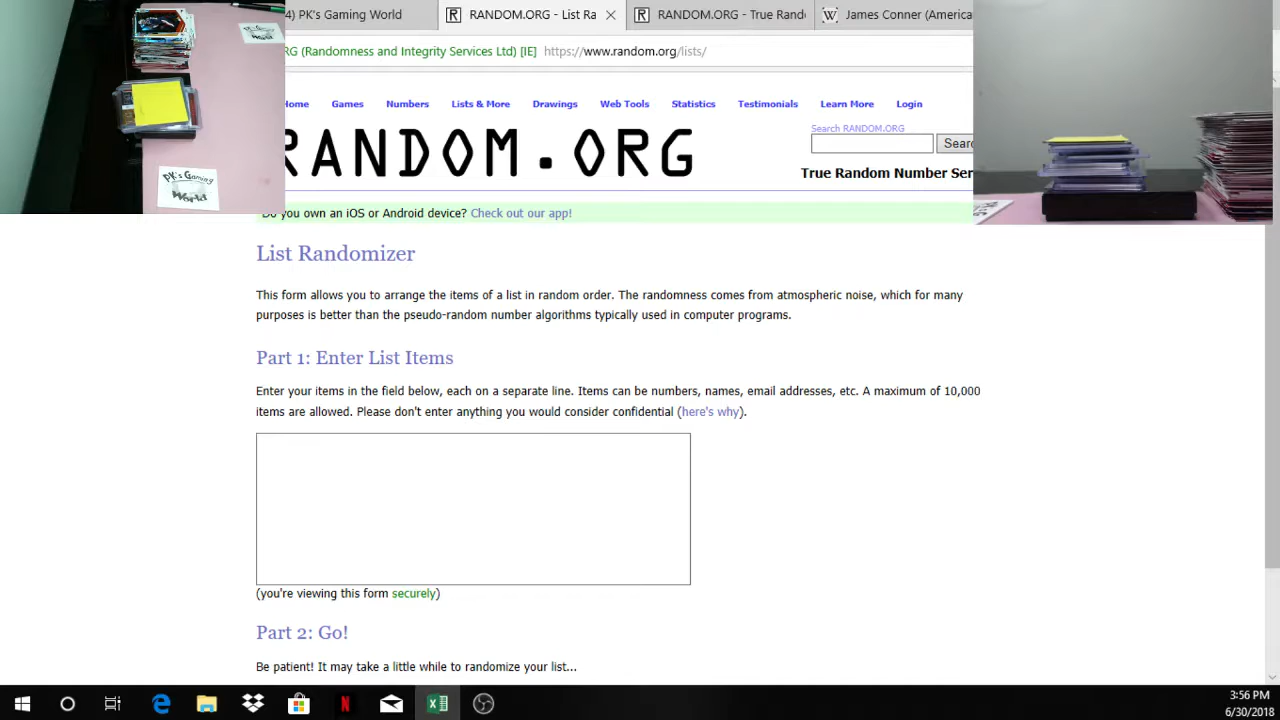 4) PK's Gaming World
RANDOM.ORG - List Ra
RANDOM.ORG - True Rand
James Conner (America
RG (Randomness and Integrity Services Ltd) [IE] https://www.random.org/lists/
Home Games Numbers Lists & More Drawings Web Tools Statistics Testimonials Learn More Login
RANDOM.ORG
Search RANDOM.ORG
Searc
True Random Number Ser
Do you own an iOS or Android device? Check out our app!
PK's Gaming
World
List Randomizer
This form allows you to arrange the items of a list in random order. The randomness comes from atmospheric noise, which for many
purposes is better than the pseudo-random number algorithms typically used in computer programs.
Part 1: Enter List Items
Enter your items in the field below, each on a separate line. Items can be numbers, names, email addresses, etc. A maximum of 10,000
items are allowed. Please don't enter anything you would consider confidential (here's why).
(you're viewing this form securely)
Part 2: Go!
Be patient! It may take a little while to randomize your list...
3:56 PM
6/30/2018